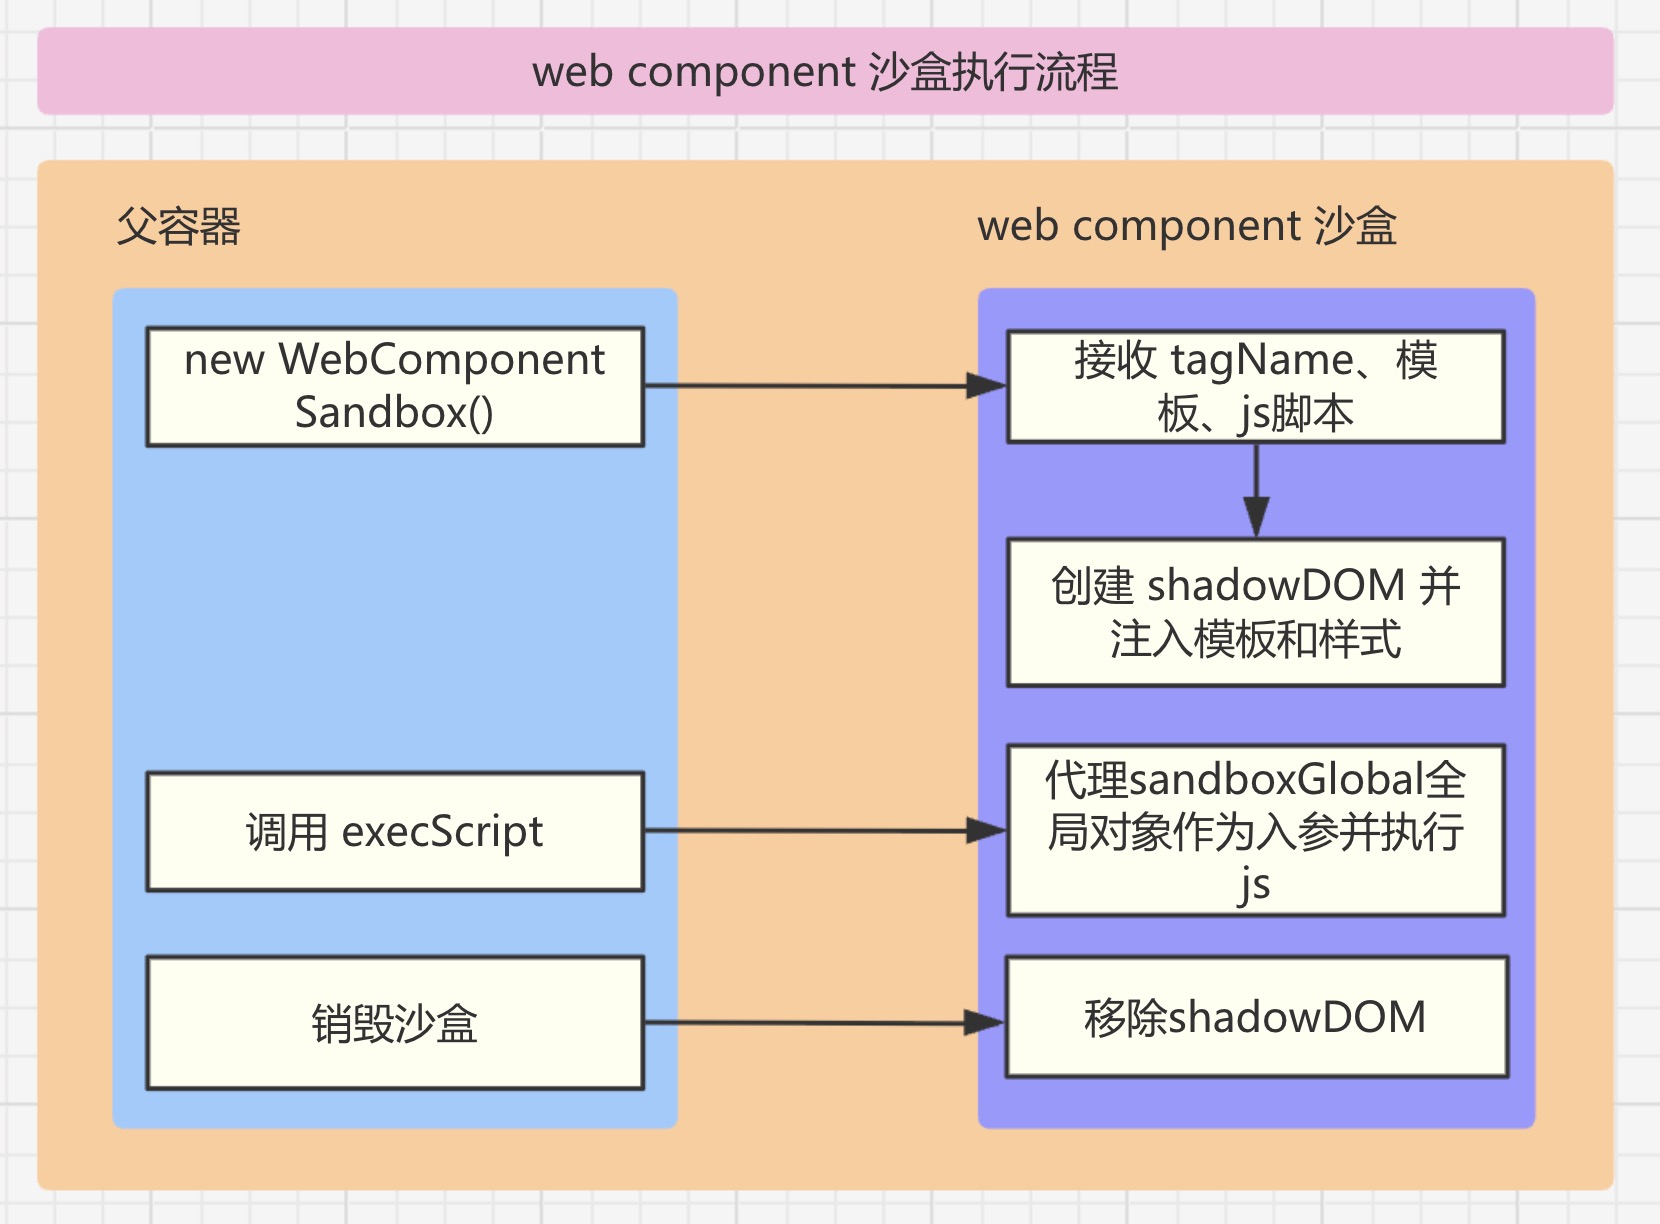 web component 沙盒执行流程
父容器
web component 沙盒
new WebComponent
Sandbox()
接收 tagName、模
板、js脚本
创建 shadowDOM 并
注入模板和样式
调用 execScript
代理sandboxGlobal全
局对象作为入参并执行
js
销毁沙盒
移除shadowDOM